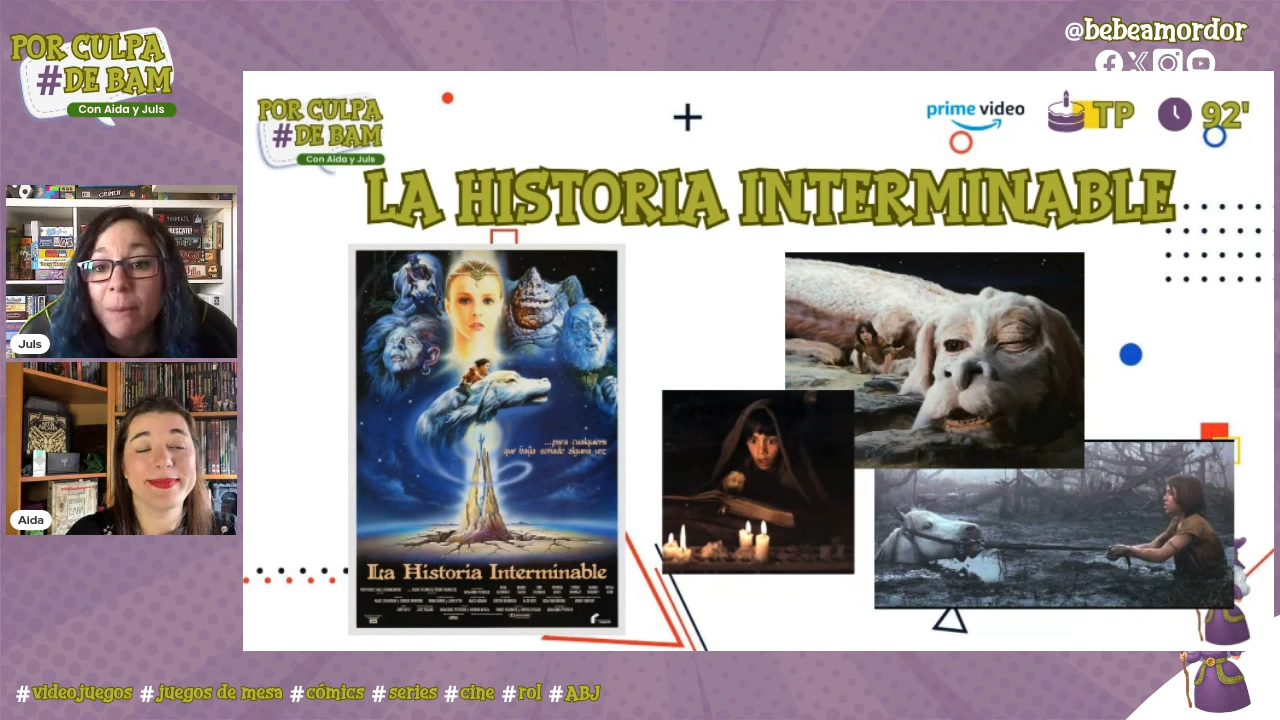 POR CULPA
#DE BAM
Con Aida y Juls
@bebeamordor
POR CULPA
#DE BAM
Con Aida y Juls
prime video
TP
92'
LA HISTORIA INTERMINABLE
...para cualquiera
que haya soñado alguna vez
La Historia Interminable
Juls
Aida
#videojuegos #juegos de mesa #cómics #series #cine #rol #ABJ